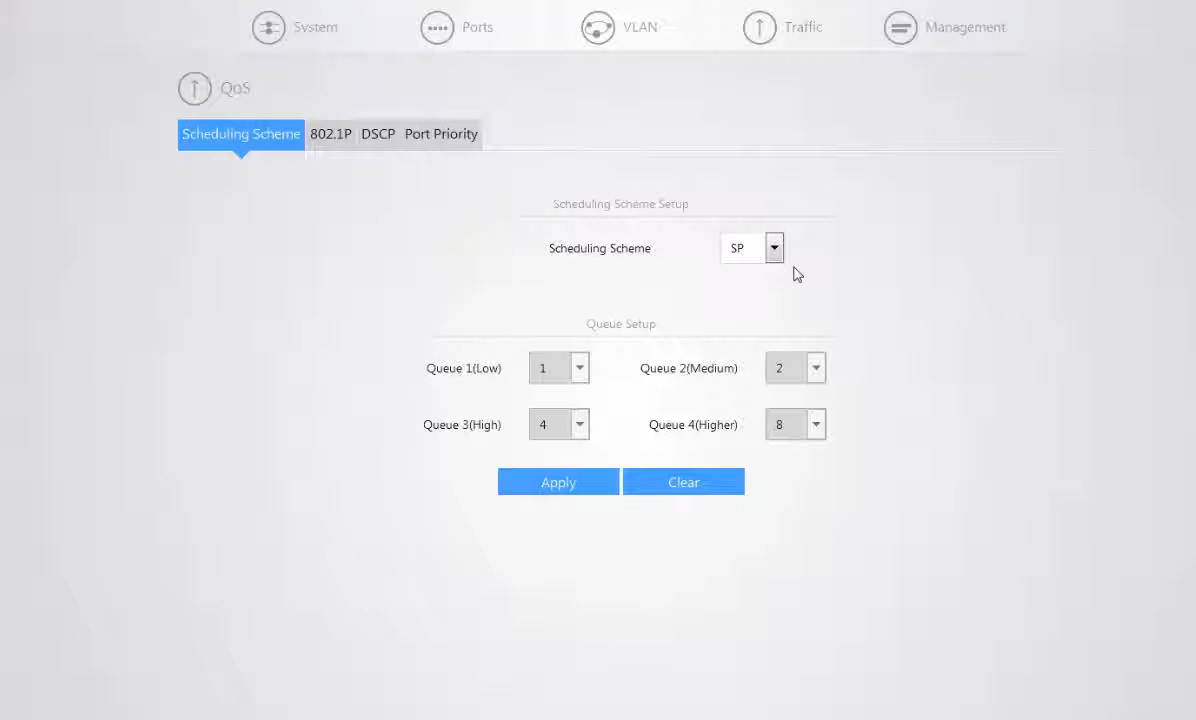 System Ports VLAN Traffic Management
QoS
Scheduling Scheme 802.1P DSCP Port Priority
Scheduling Scheme Setup
Scheduling Scheme SP
Queue Setup
Queue 1(Low) 1 Queue 2(Medium) 2
Queue 3(High) 4 Queue 4(Higher) 8
Apply Clear